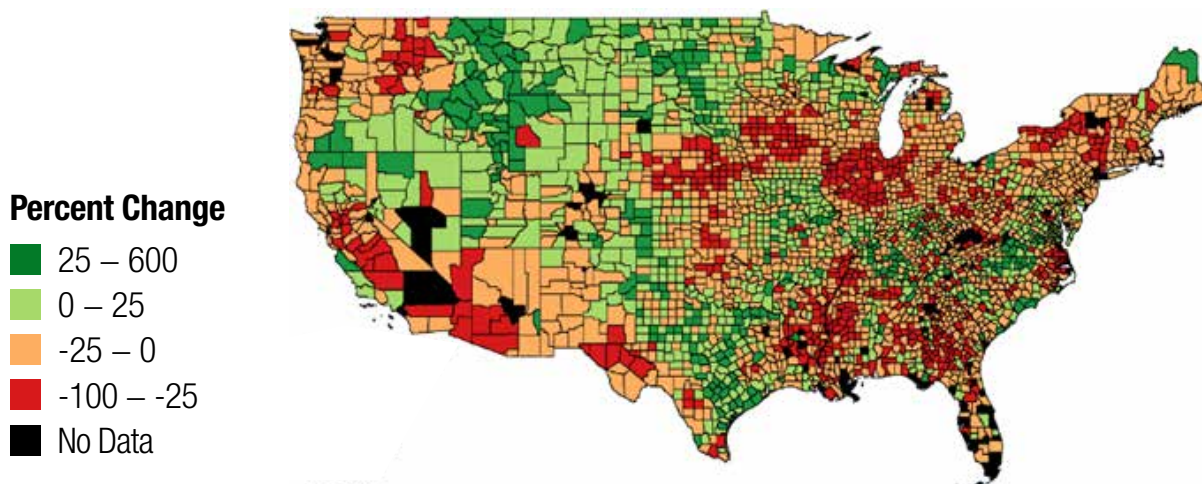 Percent Change
25 – 600
0 – 25
-25 – 0
-100 – -25
No Data